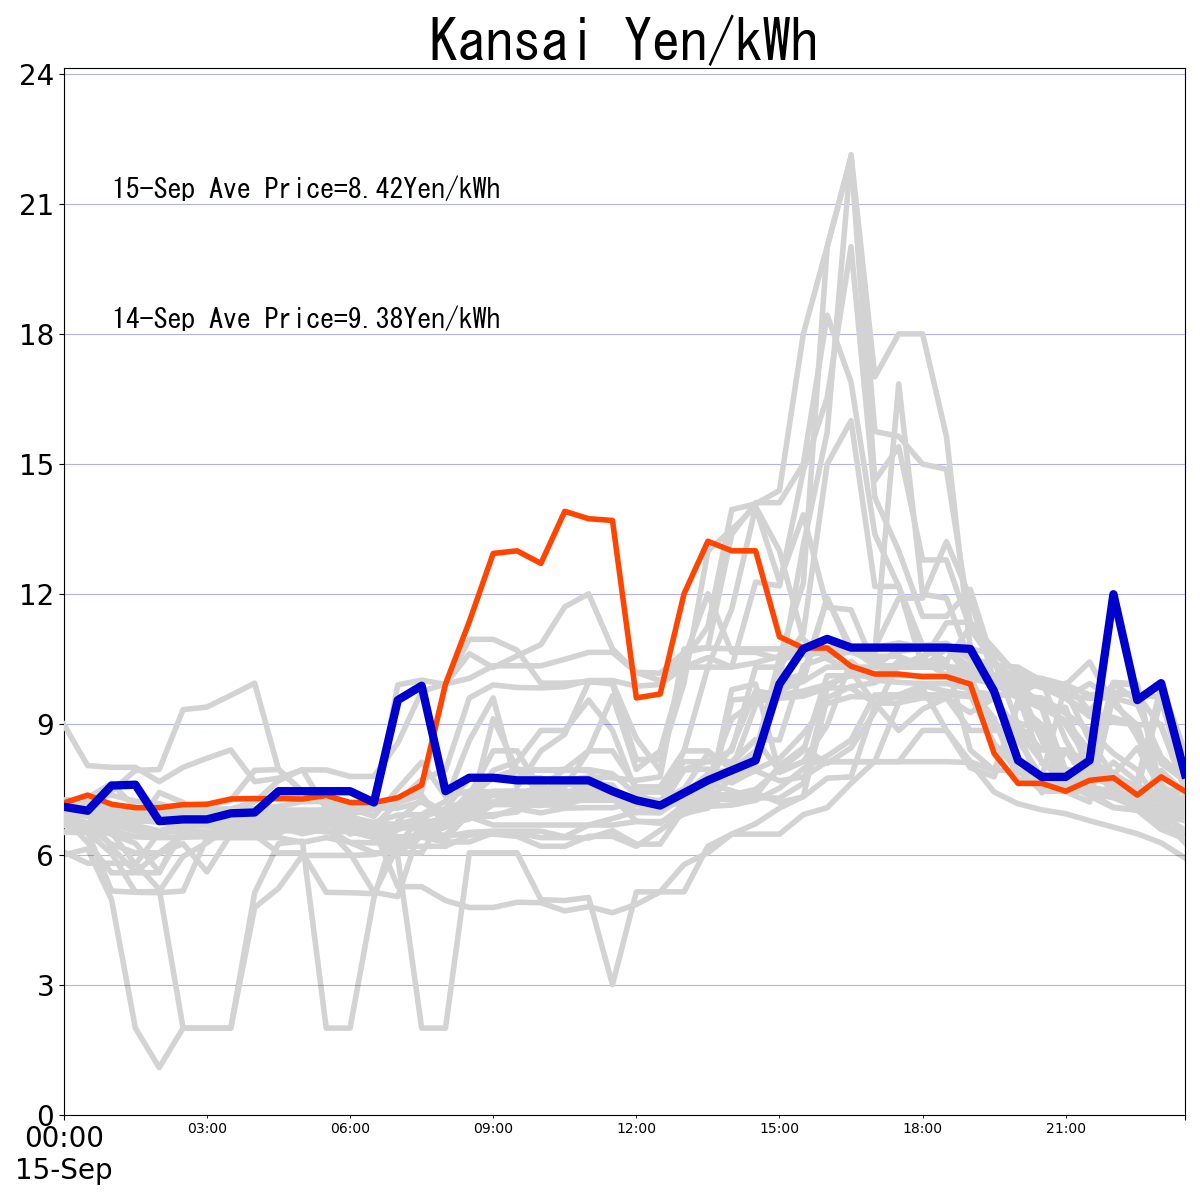 Kansai Yen/kWh
24
15-Sep Ave Price=8.42Yen/kWh
21
14-Sep Ave Price=9.38Yen/kWh
18
15
12
9
6
3
0
00:00 03:00 06:00 09:00 12:00 15:00 18:00 21:00
15-Sep